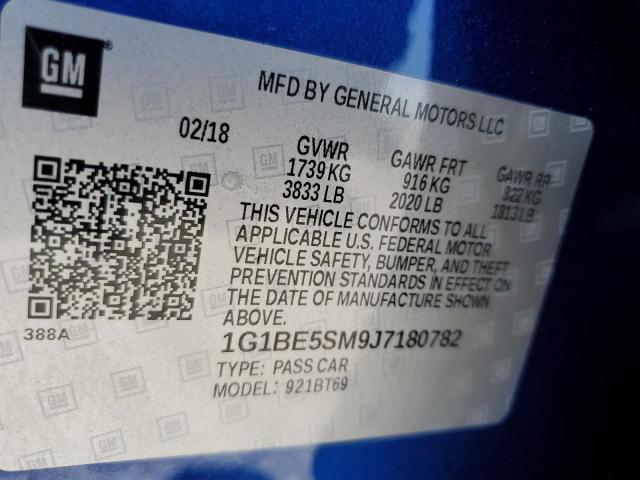 GM
MFD BY GENERAL MOTORS LLC
02/18
GVWR GAWR FRT GAWR RR
1739 KG 916 KG 822 KG
3833 LB 2020 LB 1813 LB
THIS VEHICLE CONFORMS TO ALL
APPLICABLE U.S. FEDERAL MOTOR
VEHICLE SAFETY, BUMPER, AND THEFT
PREVENTION STANDARDS IN EFFECT ON
THE DATE OF MANUFACTURE SHOWN
ABOVE.
388A
1G1BE5SM9J7180782
TYPE: PASS CAR
MODEL: 921BT69